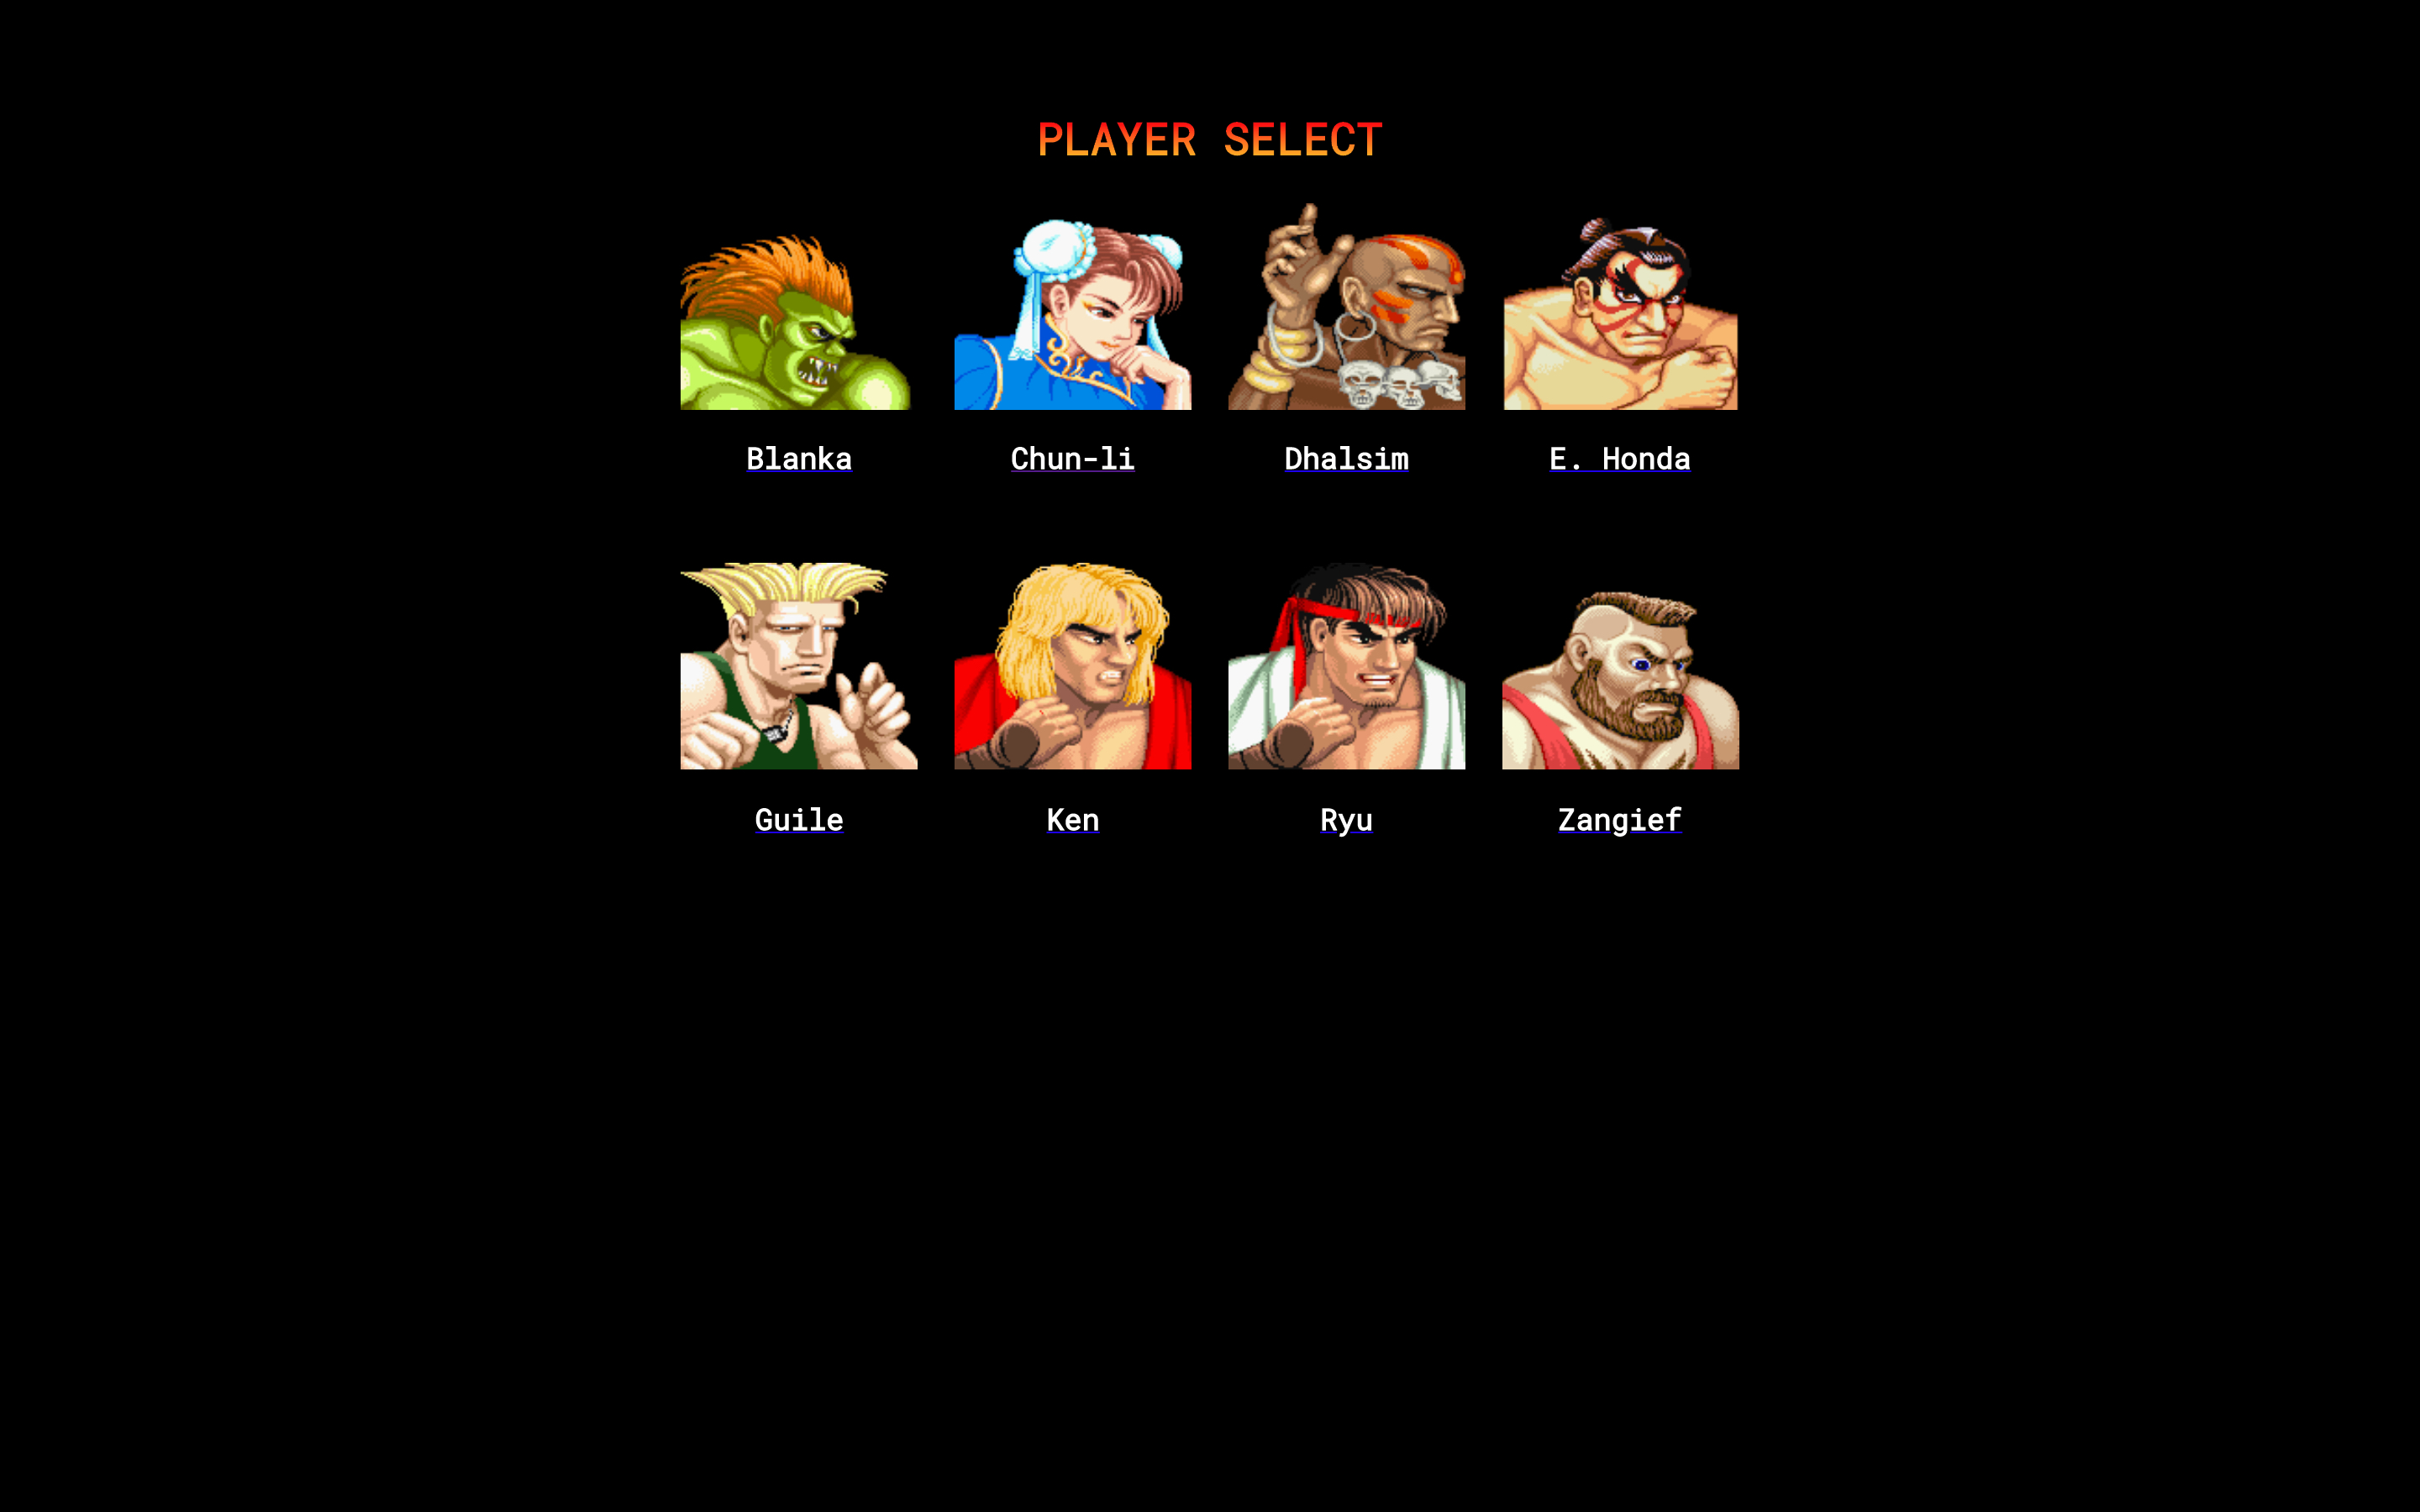 PLAYER SELECT
Blanka
Chun-li
Dhalsim
E. Honda
Guile
Ken
Ryu
Zangief